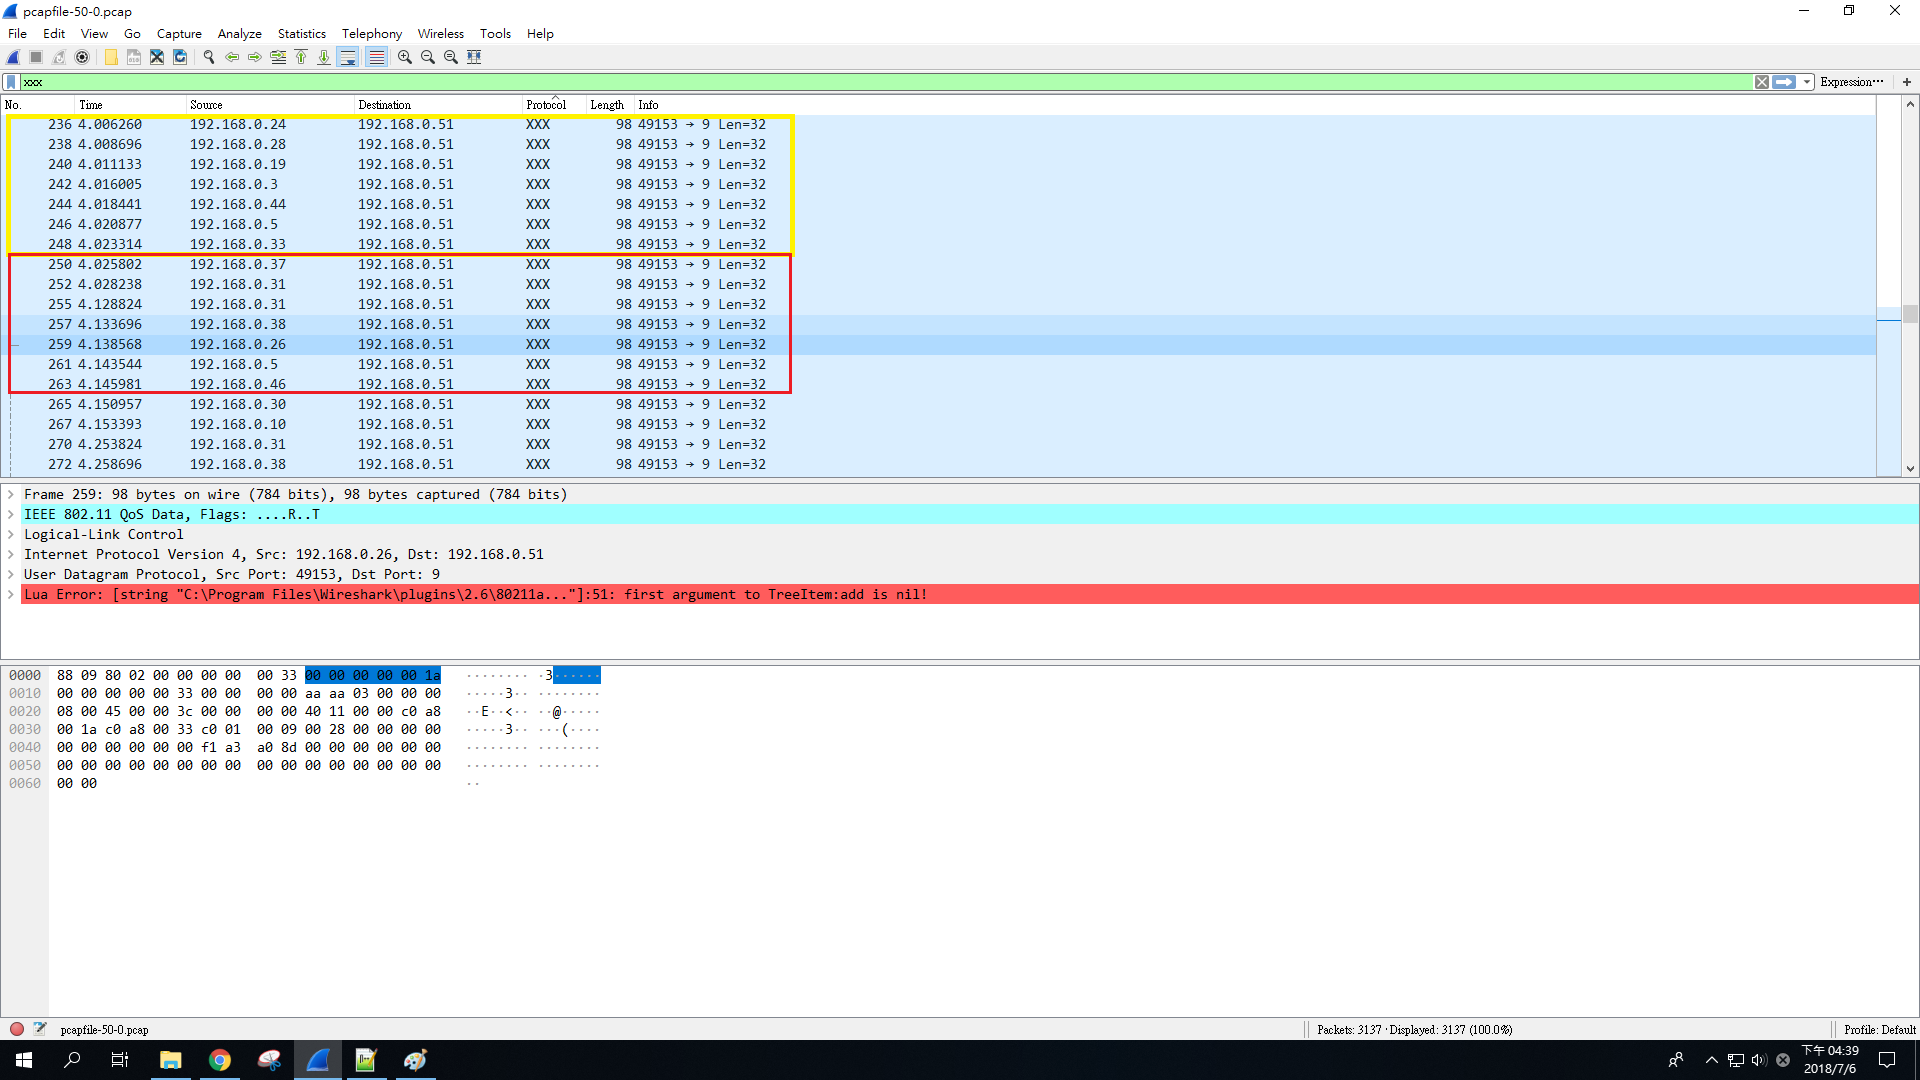 pcapfile-50-0.pcap
File Edit View Go Capture Analyze Statistics Telephony Wireless Tools Help
xxx Expression⋯ +
No. Time Source Destination Protocol Length Info
236 4.006260 192.168.0.24 192.168.0.51 XXX 98 49153 → 9 Len=32
238 4.008696 192.168.0.28 192.168.0.51 XXX 98 49153 → 9 Len=32
240 4.011133 192.168.0.19 192.168.0.51 XXX 98 49153 → 9 Len=32
242 4.016005 192.168.0.3 192.168.0.51 XXX 98 49153 → 9 Len=32
244 4.018441 192.168.0.44 192.168.0.51 XXX 98 49153 → 9 Len=32
246 4.020877 192.168.0.5 192.168.0.51 XXX 98 49153 → 9 Len=32
248 4.023314 192.168.0.33 192.168.0.51 XXX 98 49153 → 9 Len=32
250 4.025802 192.168.0.37 192.168.0.51 XXX 98 49153 → 9 Len=32
252 4.028238 192.168.0.31 192.168.0.51 XXX 98 49153 → 9 Len=32
255 4.128824 192.168.0.31 192.168.0.51 XXX 98 49153 → 9 Len=32
257 4.133696 192.168.0.38 192.168.0.51 XXX 98 49153 → 9 Len=32
259 4.138568 192.168.0.26 192.168.0.51 XXX 98 49153 → 9 Len=32
261 4.143544 192.168.0.5 192.168.0.51 XXX 98 49153 → 9 Len=32
263 4.145981 192.168.0.46 192.168.0.51 XXX 98 49153 → 9 Len=32
265 4.150957 192.168.0.30 192.168.0.51 XXX 98 49153 → 9 Len=32
267 4.153393 192.168.0.10 192.168.0.51 XXX 98 49153 → 9 Len=32
270 4.253824 192.168.0.31 192.168.0.51 XXX 98 49153 → 9 Len=32
272 4.258696 192.168.0.38 192.168.0.51 XXX 98 49153 → 9 Len=32
Frame 259: 98 bytes on wire (784 bits), 98 bytes captured (784 bits)
IEEE 802.11 QoS Data, Flags: ....R..T
Logical-Link Control
Internet Protocol Version 4, Src: 192.168.0.26, Dst: 192.168.0.51
User Datagram Protocol, Src Port: 49153, Dst Port: 9
Lua Error: [string "C:\Program Files\Wireshark\plugins\2.6\80211a..."]:51: first argument to TreeItem:add is nil!
0000 88 09 80 02 00 00 00 00 00 33 00 00 00 00 00 1a ········ ·3······
0010 00 00 00 00 00 33 00 00 00 00 aa aa 03 00 00 00 ·····3·· ········
0020 08 00 45 00 00 3c 00 00 00 00 40 11 00 00 c0 a8 ··E··<·· ··@·····
0030 00 1a c0 a8 00 33 c0 01 00 09 00 28 00 00 00 00 ·····3·· ···(····
0040 00 00 00 00 00 00 f1 a3 a0 8d 00 00 00 00 00 00 ········ ········
0050 00 00 00 00 00 00 00 00 00 00 00 00 00 00 00 00 ········ ········
0060 00 00 ··
pcapfile-50-0.pcap Packets: 3137 · Displayed: 3137 (100.0%) Profile: Default
下午 04:39
2018/7/6